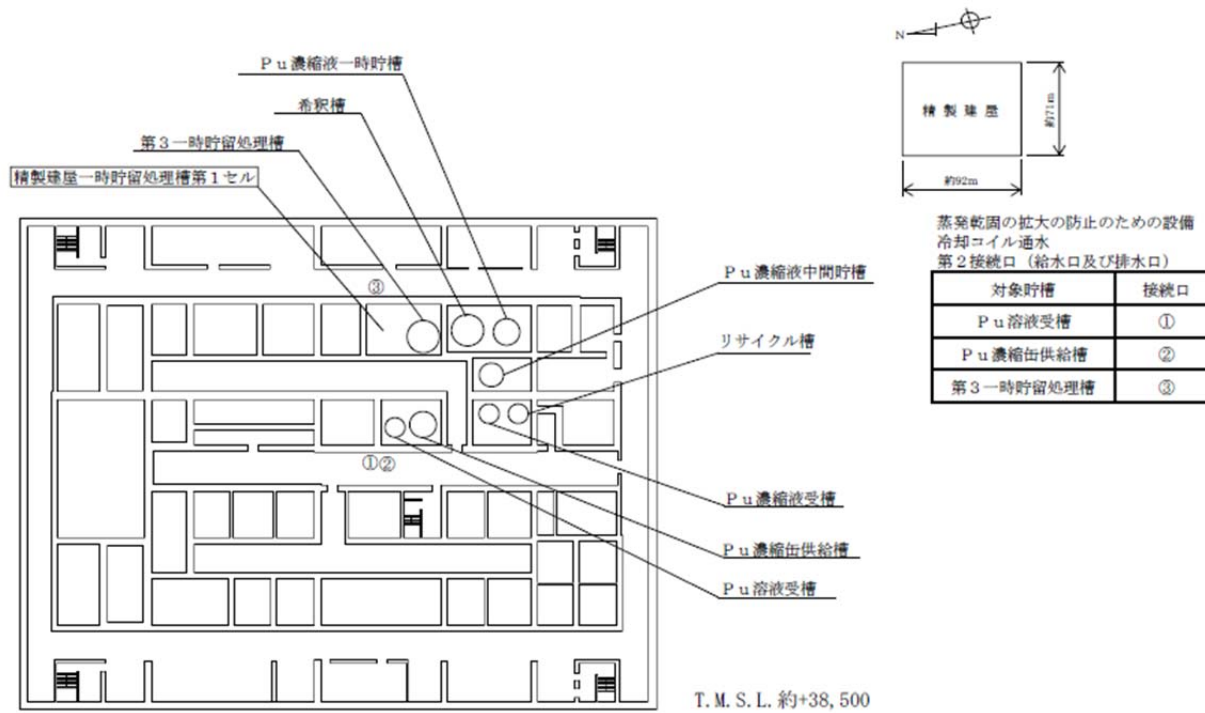 Ｐｕ濃縮液一時貯槽
希釈槽
第３一時貯留処理槽
精製建屋一時貯留処理槽第１セル
③
①②
Ｐｕ濃縮液中間貯槽
リサイクル槽
Ｐｕ濃縮液受槽
Ｐｕ濃縮缶供給槽
Ｐｕ溶液受槽
T.M.S.L.約+38,500
N
精製建屋
約71m
約92m
蒸発乾固の拡大の防止のための設備
冷却コイル通水
第２接続口（給水口及び排水口）
対象貯槽 接続口
Ｐｕ溶液受槽 ①
Ｐｕ濃縮缶供給槽 ②
第３一時貯留処理槽 ③